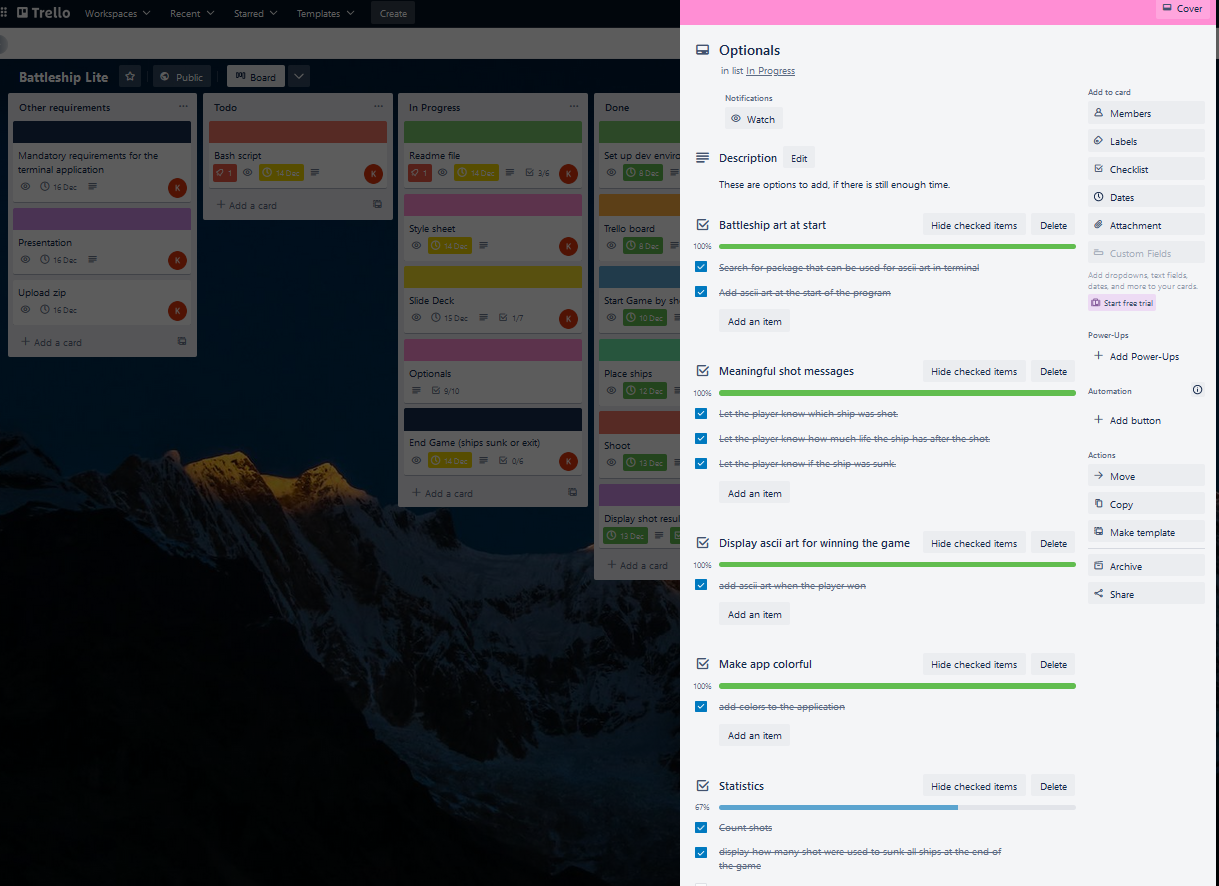 Trello
Workspaces
Recent
Starred
Templates
Create
Battleship Lite
Public
Board
Other requirements
Mandatory requirements for the
terminal application
16 Dec
K
Presentation
16 Dec
K
Upload zip
16 Dec
K
+ Add a card
Todo
Bash script
1
14 Dec
K
+ Add a card
In Progress
Readme file
1
14 Dec
3/6
K
Style sheet
14 Dec
K
Slide Deck
15 Dec
1/7
K
Optionals
9/10
End Game (ships sunk or exit)
14 Dec
0/6
K
+ Add a card
Done
Set up dev enviro
8 Dec
Trello board
8 Dec
Start Game by sh
10 Dec
Place ships
12 Dec
Shoot
13 Dec
Display shot resul
13 Dec
+ Add a card
Cover
Optionals
in list In Progress
Notifications
Watch
Description
Edit
These are options to add, if there is still enough time.
Battleship art at start
Hide checked items
Delete
100%
Search for package that can be used for ascii art in terminal
Add ascii art at the start of the program
Add an item
Meaningful shot messages
Hide checked items
Delete
100%
Let the player know which ship was shot.
Let the player know how much life the ship has after the shot.
Let the player know if the ship was sunk.
Add an item
Display ascii art for winning the game
Hide checked items
Delete
100%
add ascii art when the player won
Add an item
Make app colorful
Hide checked items
Delete
100%
add colors to the application
Add an item
Statistics
Hide checked items
Delete
67%
Count shots
display how many shot were used to sunk all ships at the end of
the game
Add to card
Members
Labels
Checklist
Dates
Attachment
Custom Fields
Add dropdowns, text fields,
dates, and more to your cards.
Start free trial
Power-Ups
+ Add Power-Ups
Automation
+ Add button
Actions
Move
Copy
Make template
Archive
Share